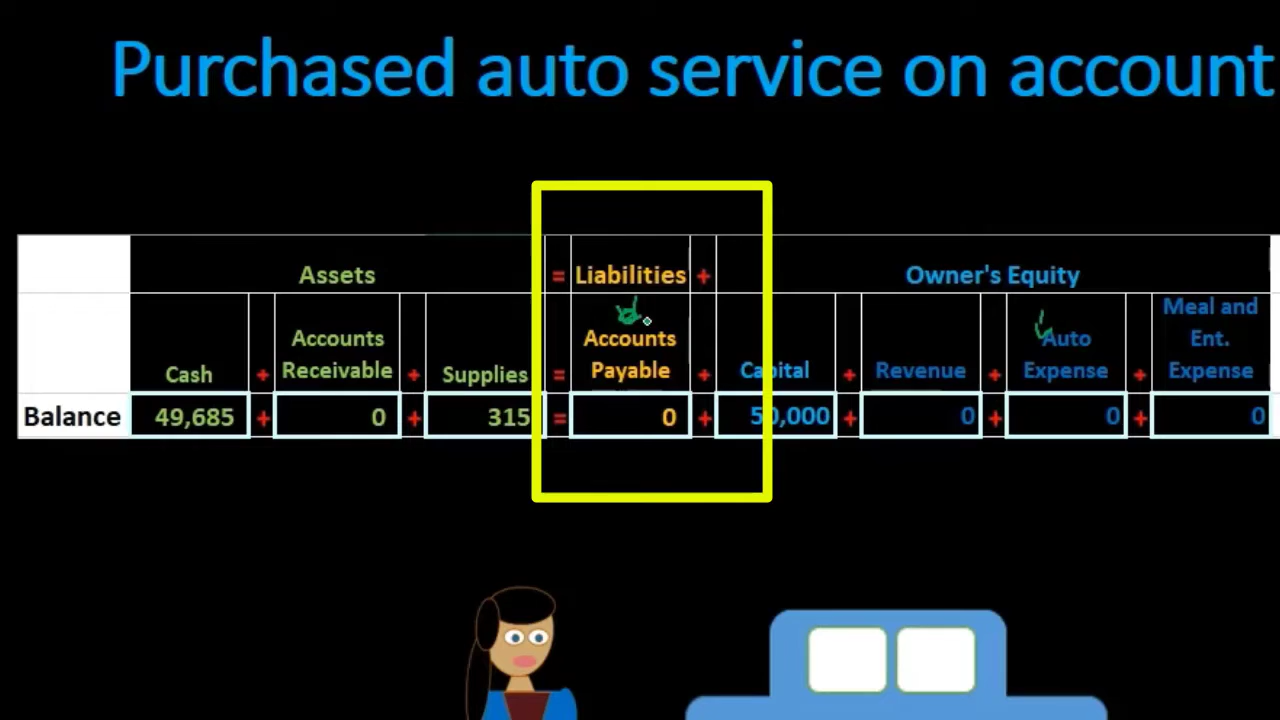 Purchased auto service on account
Assets = Liabilities + Owner's Equity
Cash + Accounts Receivable + Supplies = Accounts Payable + Capital + Revenue + Auto Expense + Meal and Ent. Expense
Balance 49,685 + 0 + 315 = 0 + 50,000 + 0 + 0 + 0